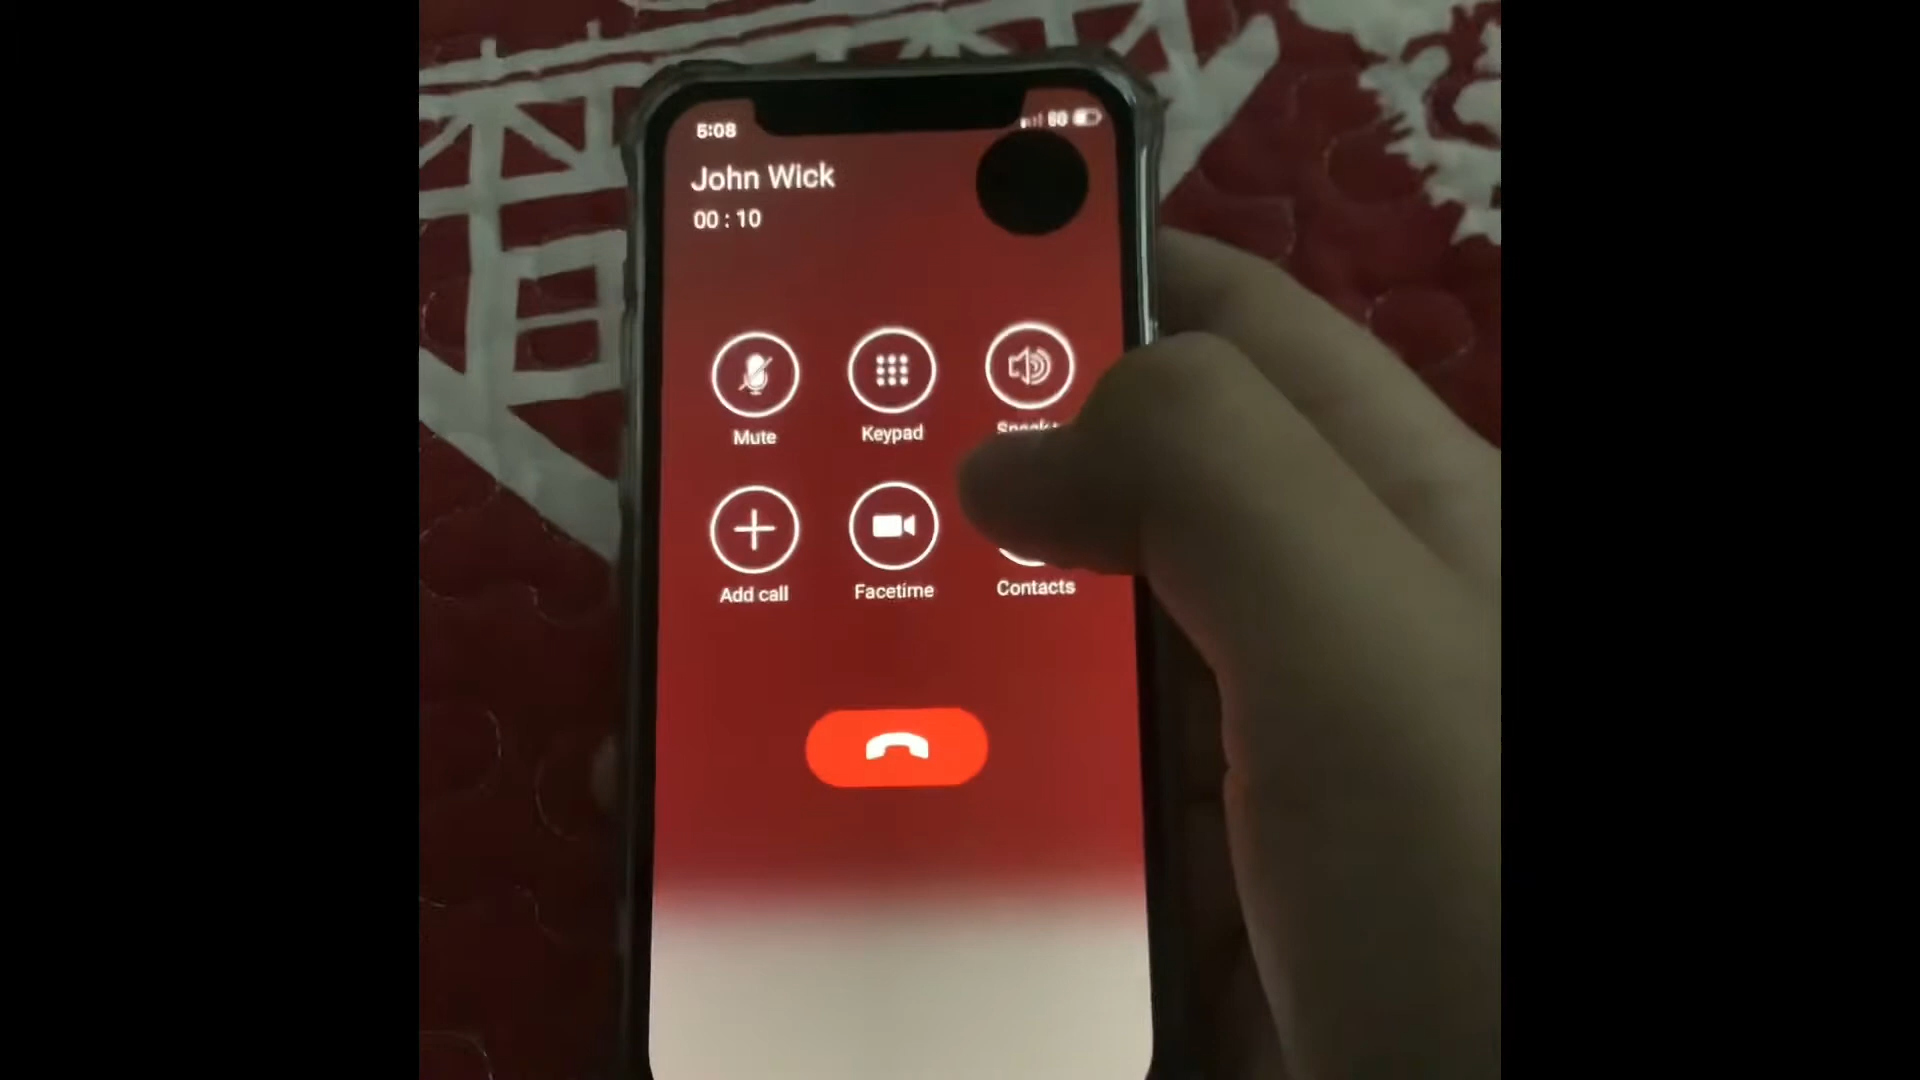 5:08
John Wick
00 : 10
Mute
Keypad
Add call
Facetime
Contacts